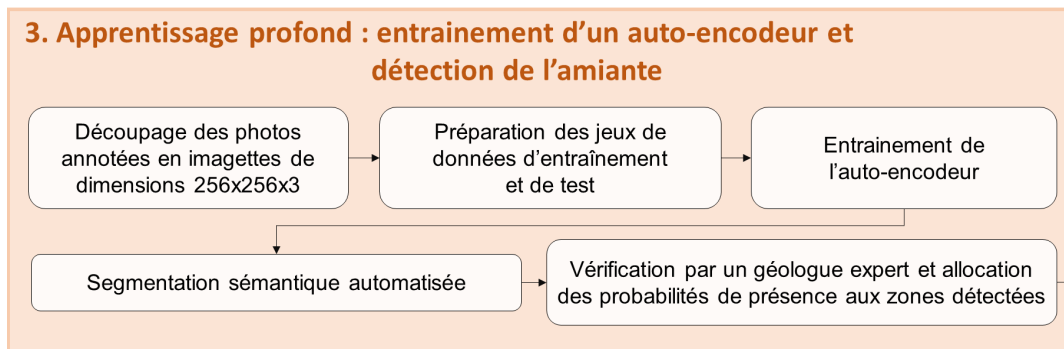 3. Apprentissage profond : entrainement d’un auto-encodeur et
détection de l’amiante
Découpage des photos
annotées en imagettes de
dimensions 256x256x3
Préparation des jeux de
données d’entraînement
et de test
Entrainement de
l’auto-encodeur
Segmentation sémantique automatisée
Vérification par un géologue expert et allocation
des probabilités de présence aux zones détectées